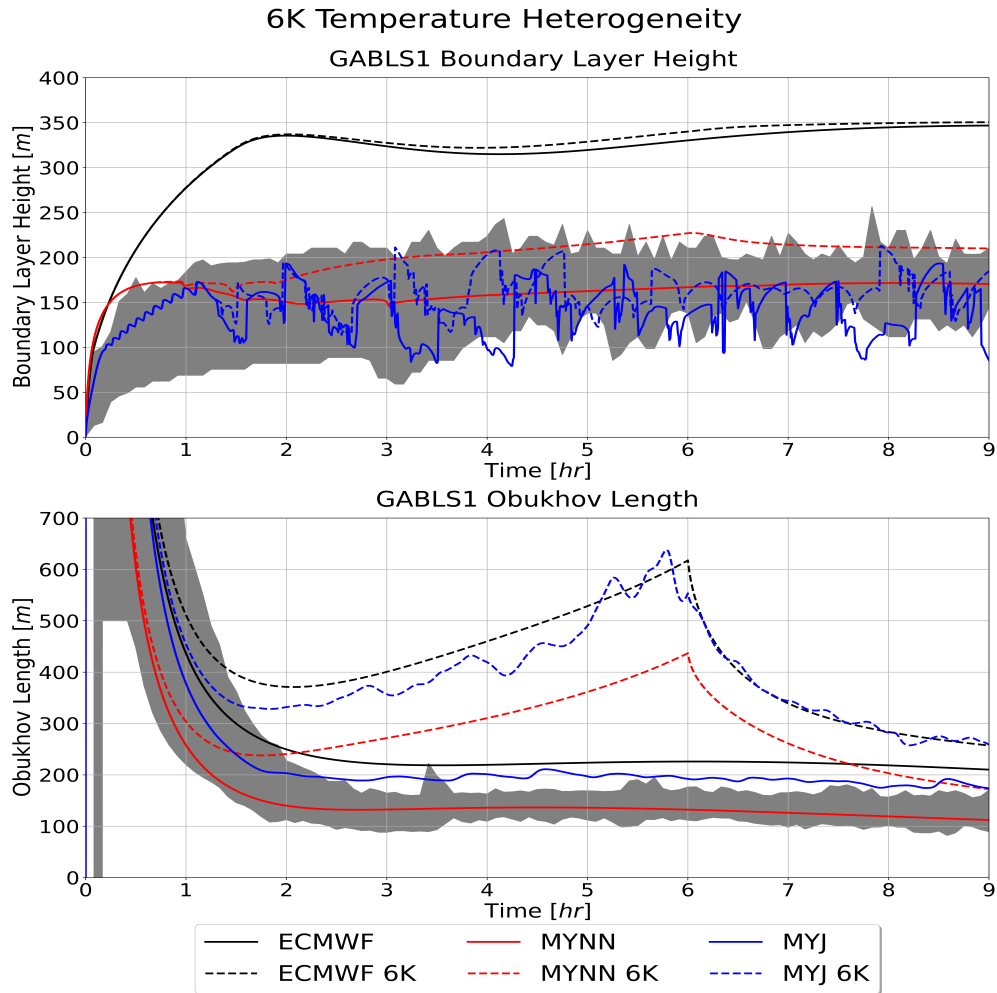 6K Temperature Heterogeneity
GABLS1 Boundary Layer Height
400
350
300
250
200
150
100
50
0
Boundary Layer Height [m]
0 1 2 3 4 5 6 7 8 9
Time [hr]
GABLS1 Obukhov Length
700
600
500
400
300
200
100
0
Obukhov Length [m]
0 1 2 3 4 5 6 7 8 9
Time [hr]
ECMWF MYNN MYJ
ECMWF 6K MYNN 6K MYJ 6K